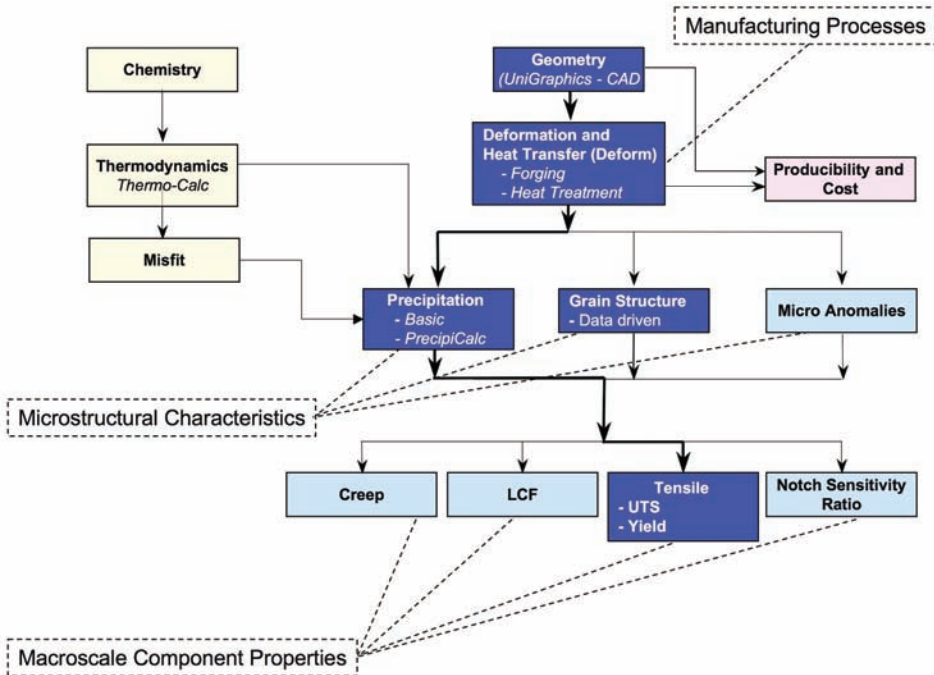 Manufacturing Processes
Chemistry
Geometry
(UniGraphics - CAD
Deformation and
Heat Transfer (Deform)
- Forging
- Heat Treatment
Thermodynamics
Thermo-Calc
Producibility and
Cost
Misfit
Precipitation
- Basic
- PrecipiCalc
Grain Structure
- Data driven
Micro Anomalies
Microstructural Characteristics
Creep
LCF
Tensile
- UTS
- Yield
Notch Sensitivity
Ratio
Macroscale Component Properties